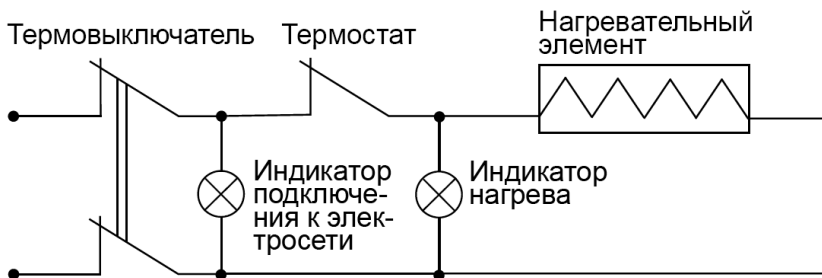 Термовыключатель
Термостат
Нагревательный
элемент
Индикатор
подключе-
ния к элек-
тросети
Индикатор
нагрева